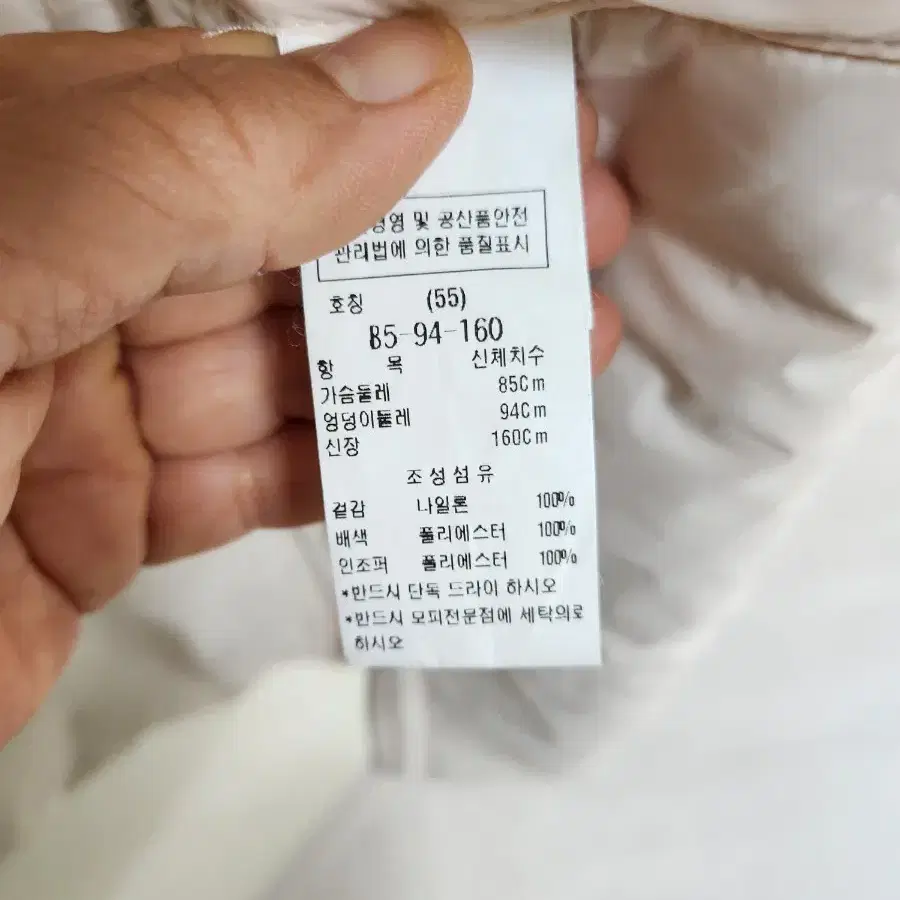 및 공산품안전
관리법에 의한 품질표시
호칭 (55)
85-94-160
항 목 신체치수
가슴둘레 85Cm
엉덩이둘레 94Cm
신장 160Cm
조성섬유
겉감 나일론 100%
배색 폴리에스터 100%
인조퍼 폴리에스터 100%
*반드시 단독 드라이 하시오
*반드시 모피전문점에 세탁의로
하시오